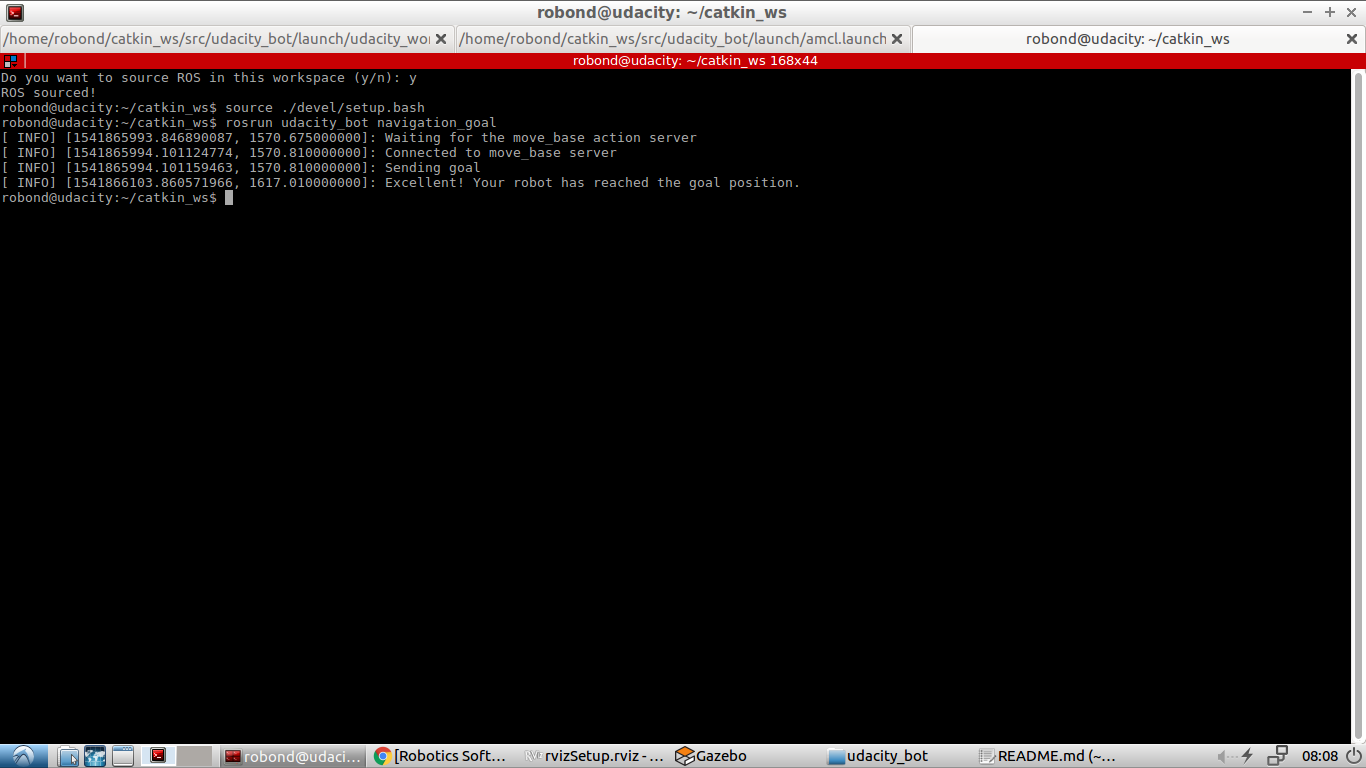 robond@udacity: ~/catkin_ws
/home/robond/catkin_ws/src/udacity_bot/launch/udacity_wo
/home/robond/catkin_ws/src/udacity_bot/launch/amcl.launch
robond@udacity: ~/catkin_ws
robond@udacity: ~/catkin_ws 168x44
Do you want to source ROS in this workspace (y/n): y
ROS sourced!
robond@udacity:~/catkin_ws$ source ./devel/setup.bash
robond@udacity:~/catkin_ws$ rosrun udacity_bot navigation_goal
[ INFO] [1541865993.846890087, 1570.675000000]: Waiting for the move_base action server
[ INFO] [1541865994.101124774, 1570.810000000]: Connected to move_base server
[ INFO] [1541865994.101159463, 1570.810000000]: Sending goal
[ INFO] [1541866103.860571966, 1617.010000000]: Excellent! Your robot has reached the goal position.
robond@udacity:~/catkin_ws$
robond@udaci...
[Robotics Soft...
rvizSetup.rviz - ...
Gazebo
udacity_bot
README.md (~...
08:08